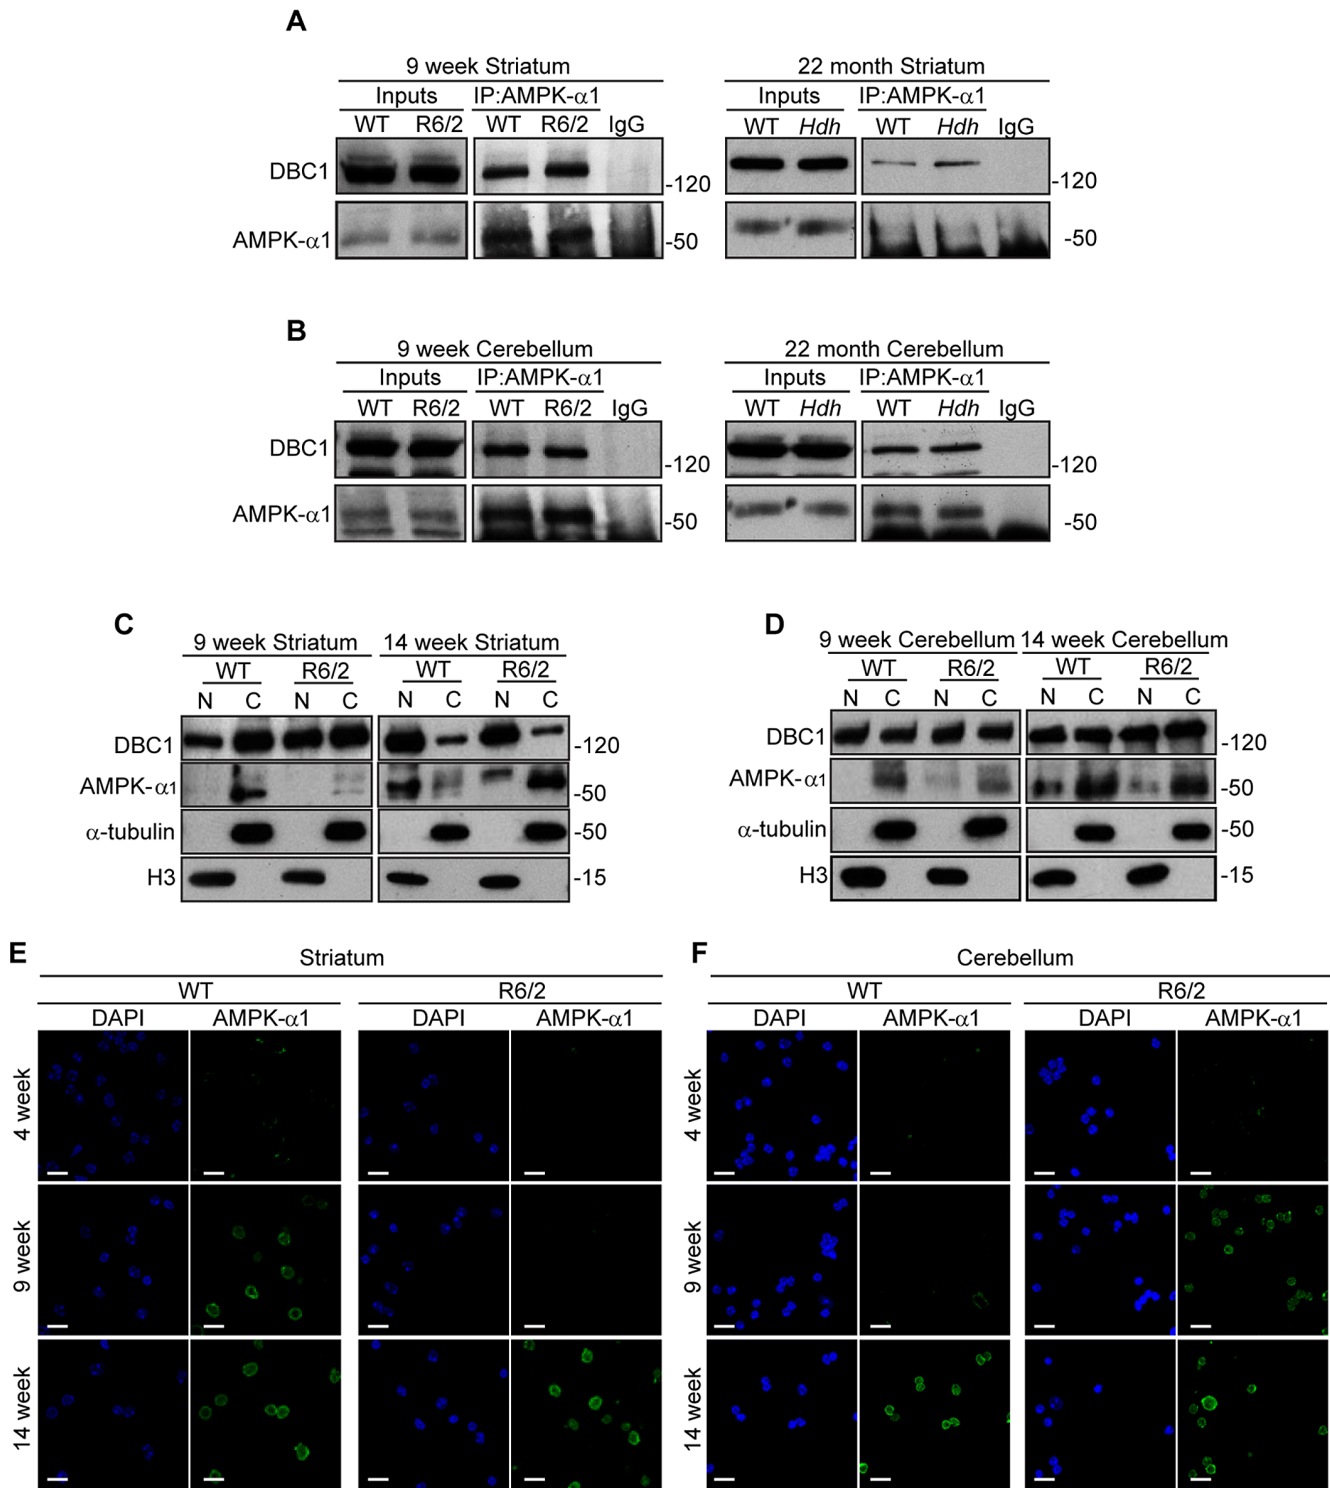 A
9 week Striatum
22 month Striatum
Inputs
IP:AMPK-α1
Inputs
IP:AMPK-α1
WT
R6/2
WT
R6/2
IgG
WT
Hdh
WT
Hdh
IgG
DBC1
-120
-120
AMPK-α1
-50
-50
B
9 week Cerebellum
22 month Cerebellum
Inputs
IP:AMPK-α1
Inputs
IP:AMPK-α1
WT
R6/2
WT
R6/2
IgG
WT
Hdh
WT
Hdh
IgG
DBC1
-120
-120
AMPK-α1
-50
-50
C
9 week Striatum
14 week Striatum
WT
R6/2
WT
R6/2
N
C
N
C
N
C
N
C
DBC1
-120
AMPK-α1
-50
α-tubulin
-50
H3
-15
D
9 week Cerebellum
14 week Cerebellum
WT
R6/2
WT
R6/2
N
C
N
C
N
C
N
C
DBC1
-120
AMPK-α1
-50
α-tubulin
-50
H3
-15
E
Striatum
WT
R6/2
DAPI
AMPK-α1
DAPI
AMPK-α1
4 week
9 week
14 week
F
Cerebellum
WT
R6/2
DAPI
AMPK-α1
DAPI
AMPK-α1
4 week
9 week
14 week